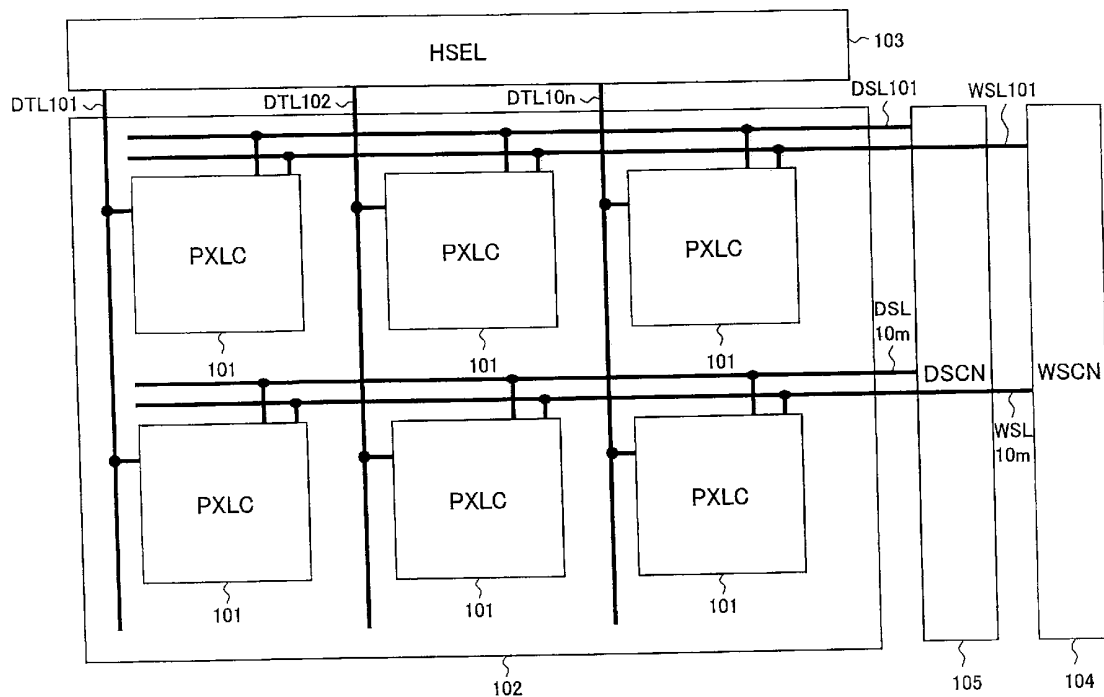 HSEL
103
DTL101
DTL102
DTL10n
DSL101
WSL101
PXLC
PXLC
PXLC
101
101
101
DSL
10m
DSCN
WSCN
WSL
10m
PXLC
PXLC
PXLC
101
101
101
102
105
104